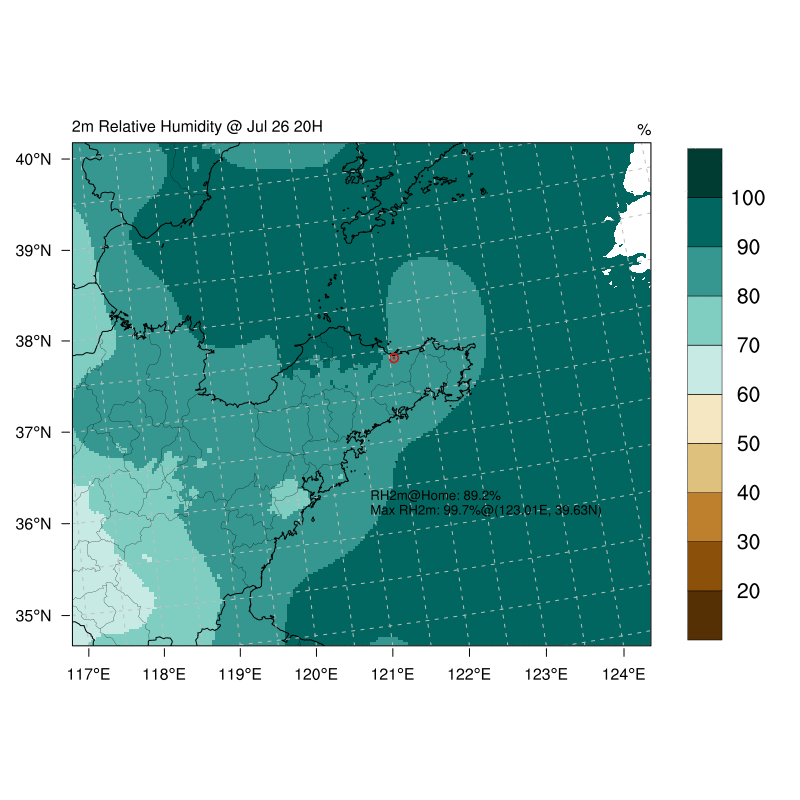 2m Relative Humidity @ Jul 26 20H
%
40°N
39°N
38°N
37°N
36°N
35°N
117°E
118°E
119°E
120°E
121°E
122°E
123°E
124°E
RH2m@Home: 89.2%
Max RH2m: 99.7%@(123.01E, 39.63N)
100
90
80
70
60
50
40
30
20